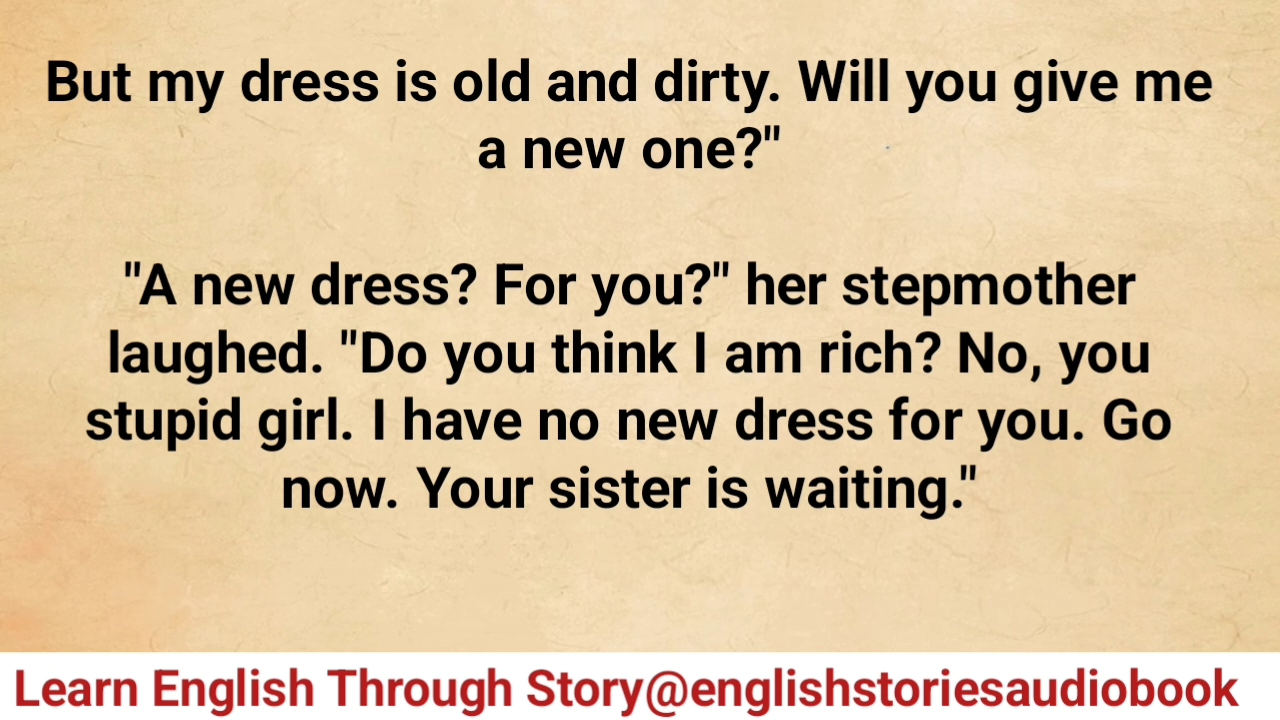 But my dress is old and dirty. Will you give me
a new one?"
"A new dress? For you?" her stepmother
laughed. "Do you think I am rich? No, you
stupid girl. I have no new dress for you. Go
now. Your sister is waiting."
Learn English Through Story@englishstoriesaudiobook